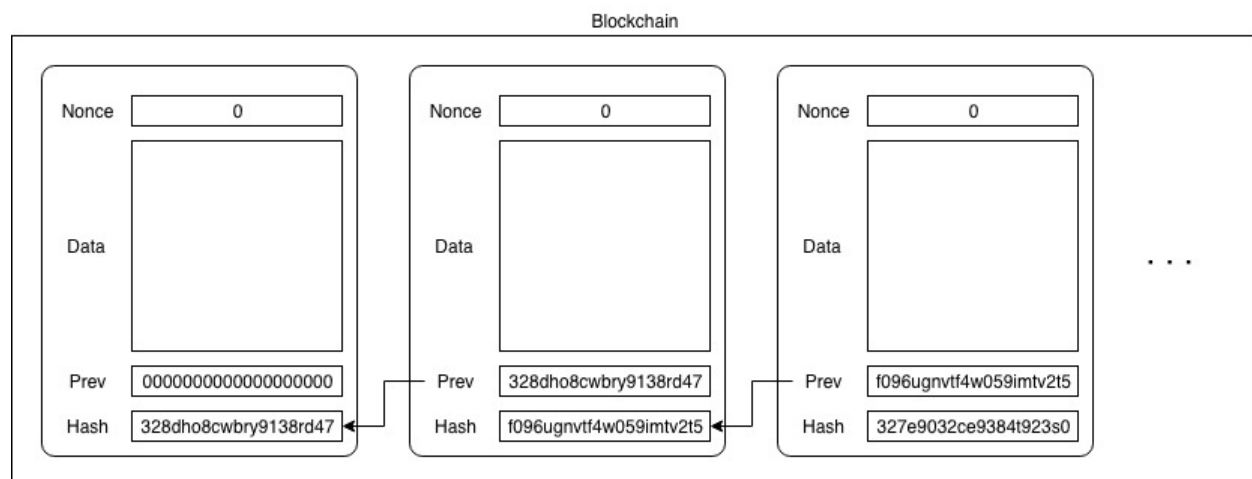 Blockchain
Nonce
0
Data
Prev
0000000000000000000
Hash
328dho8cwbry9138rd47
Nonce
0
Data
Prev
328dho8cwbry9138rd47
Hash
f096ugnvtf4w059imtv2t5
Nonce
0
Data
Prev
f096ugnvtf4w059imtv2t5
Hash
327e9032ce9384t923s0
. . .